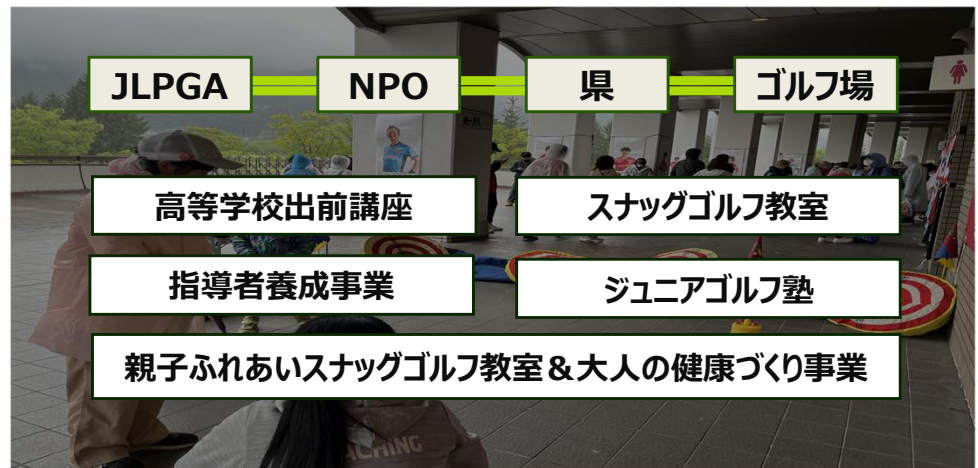 JLPGA NPO 県 ゴルフ場
高等学校出前講座 スナッグゴルフ教室
指導者養成事業 ジュニアゴルフ塾
親子ふれあいスナッグゴルフ教室＆大人の健康づくり事業